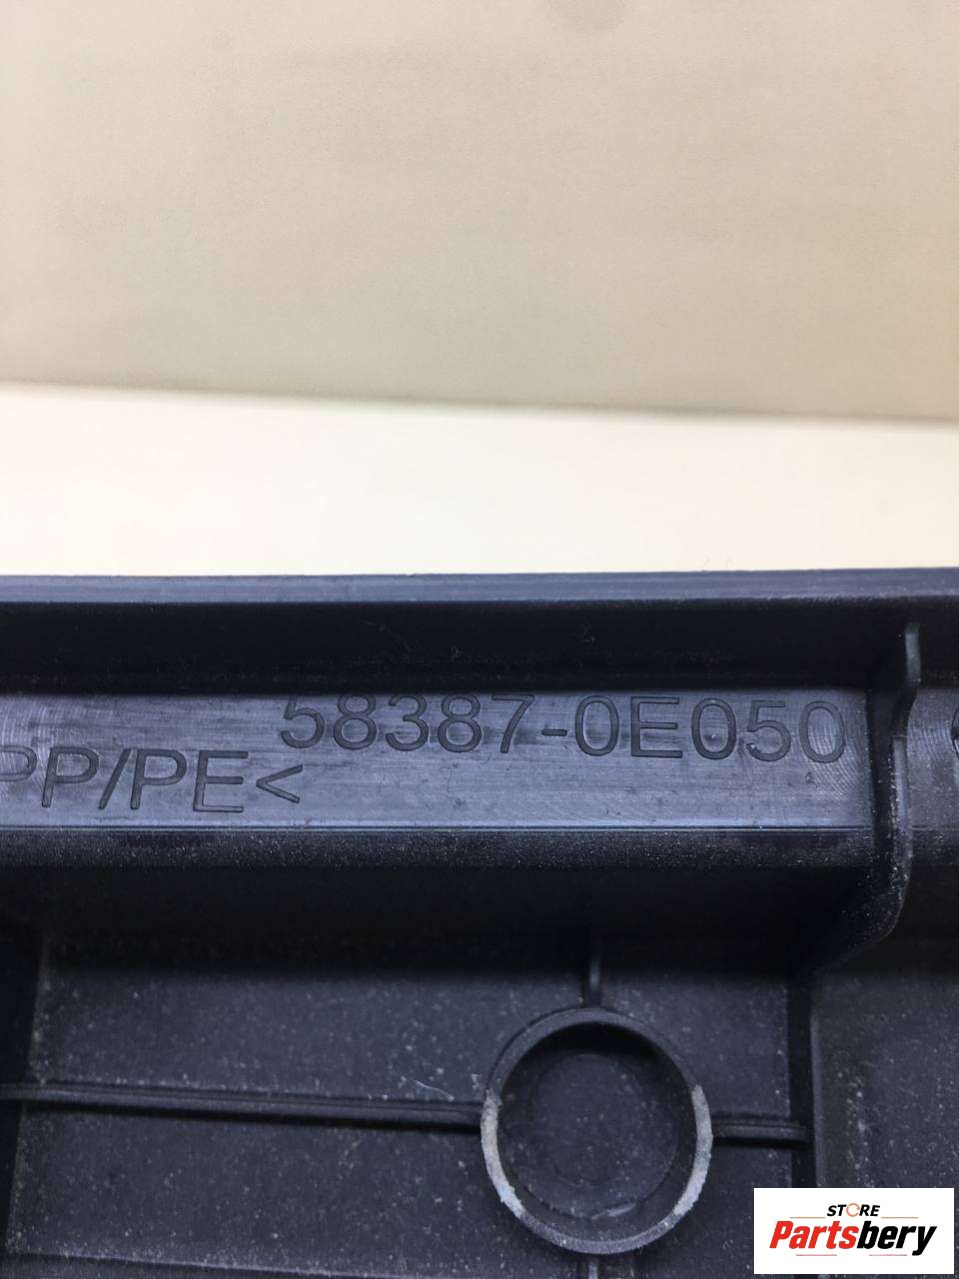 58387-0E050
PP/PE<
STORE
Partsbery